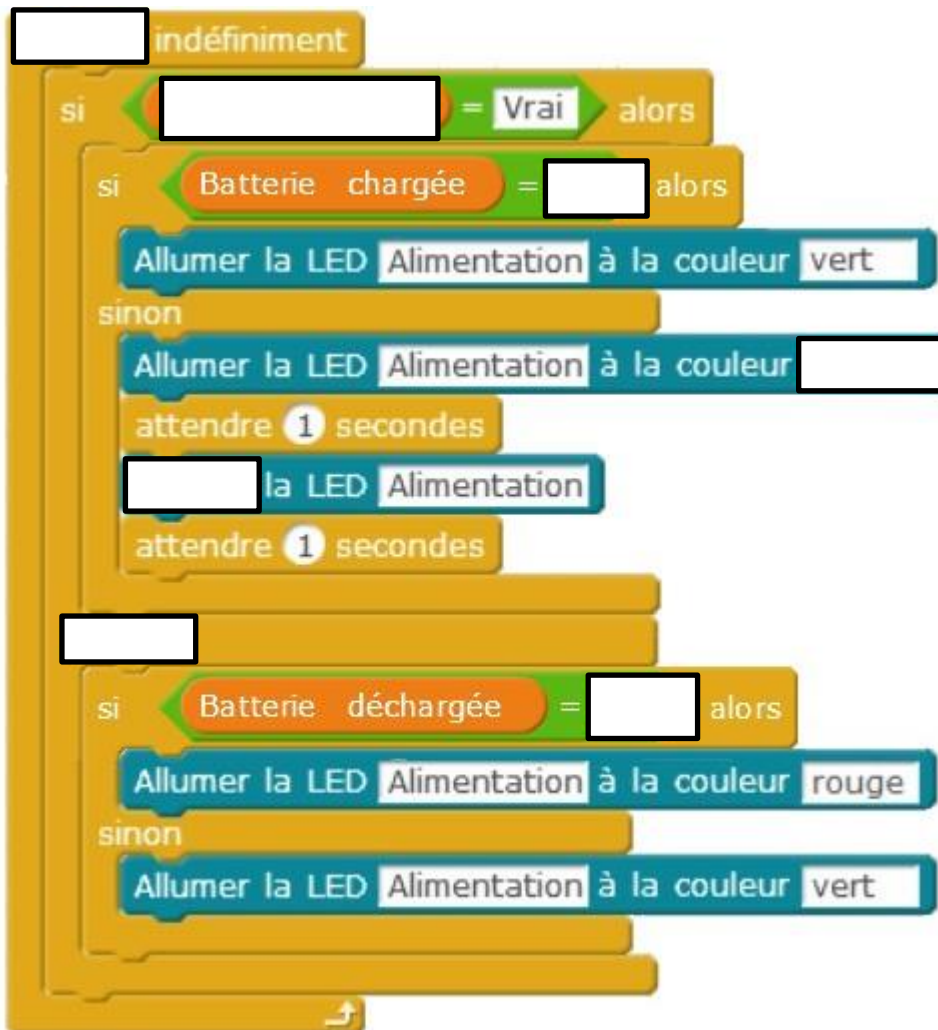 indéfiniment
si = Vrai alors
si Batterie chargée = alors
Allumer la LED Alimentation à la couleur vert
sinon
Allumer la LED Alimentation à la couleur
attendre 1 secondes
la LED Alimentation
attendre 1 secondes
si Batterie déchargée = alors
Allumer la LED Alimentation à la couleur rouge
sinon
Allumer la LED Alimentation à la couleur vert